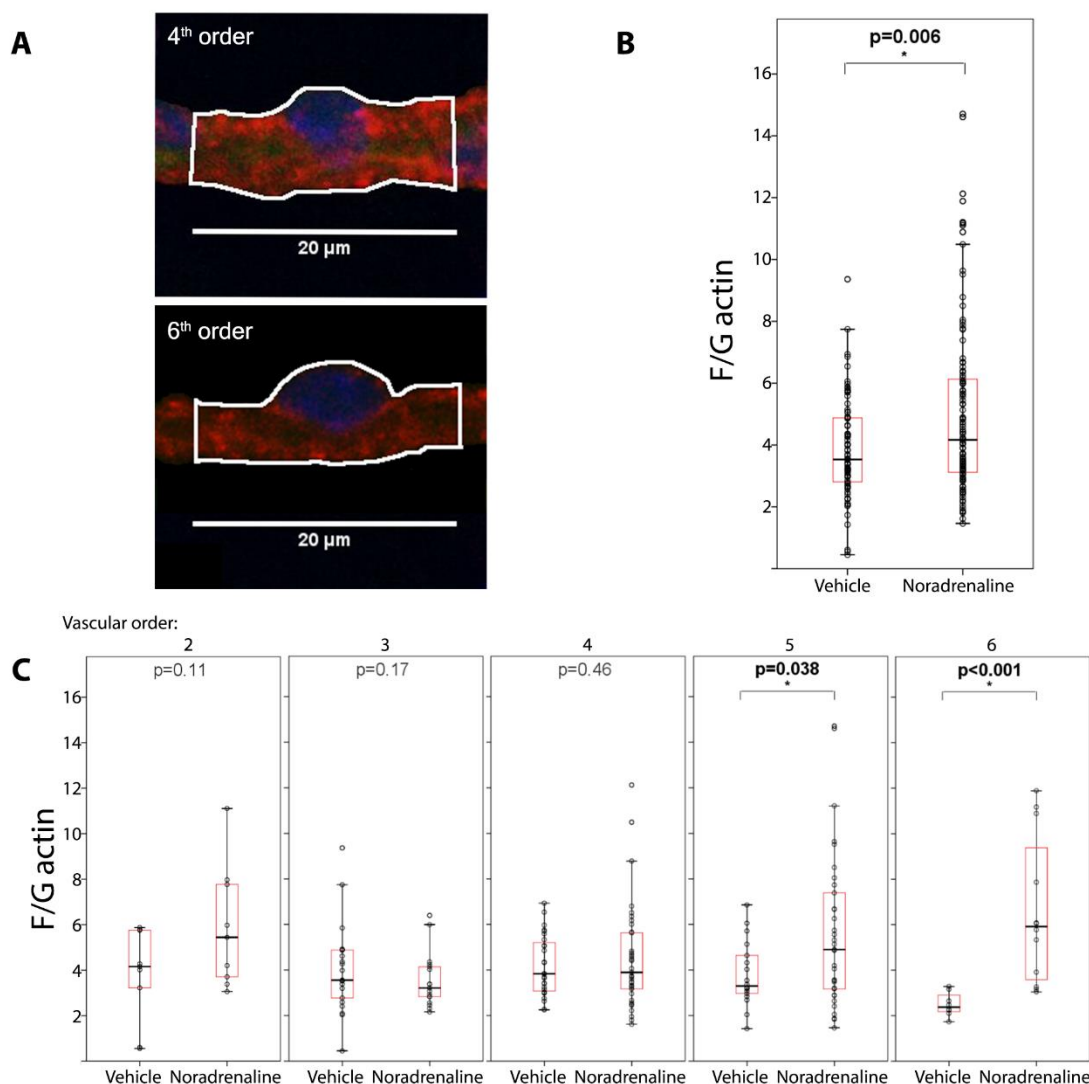 A
4th order
20 µm
6th order
20 µm
B
p=0.006
*
16
14
12
10
8
6
4
2
F/G actin
Vehicle Noradrenaline
C
Vascular order:
2 3 4 5 6
p=0.11 p=0.17 p=0.46 p=0.038 p<0.001
* *
16
14
12
10
8
6
4
2
F/G actin
Vehicle Noradrenaline Vehicle Noradrenaline Vehicle Noradrenaline Vehicle Noradrenaline Vehicle Noradrenaline